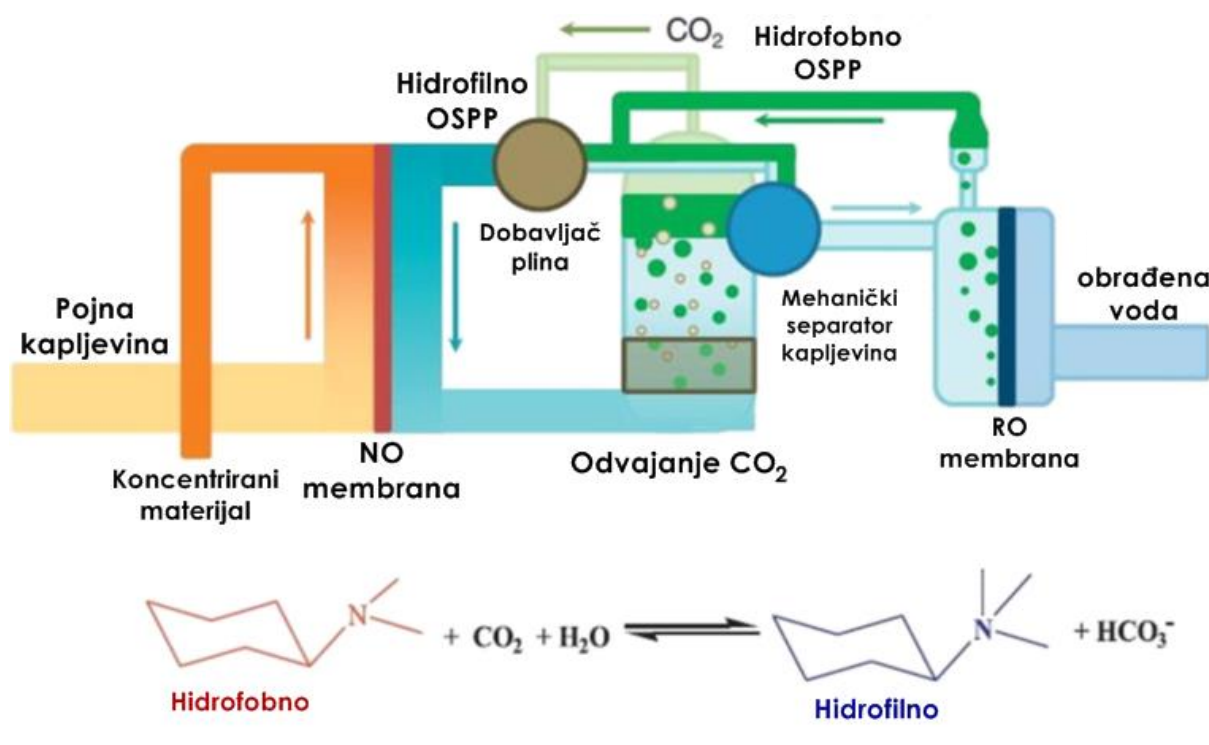 CO₂
Hidrofobno
OSPP
Hidrofilno
OSPP
Dobavljač
plina
Pojna
kapljevina
Mehanički
separator
kapljevina
obrađena
voda
Koncentrirani
materijal
NO
membrana
Odvajanje CO₂
RO
membrana
N + CO₂ + H₂O ⇌ N + HCO₃⁻
Hidrofobno
Hidrofilno